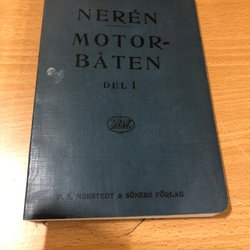 NERÉN
MOTOR-
BÅTEN
DEL I
P. A. NORSTEDT & SÖNERS FÖRLAG